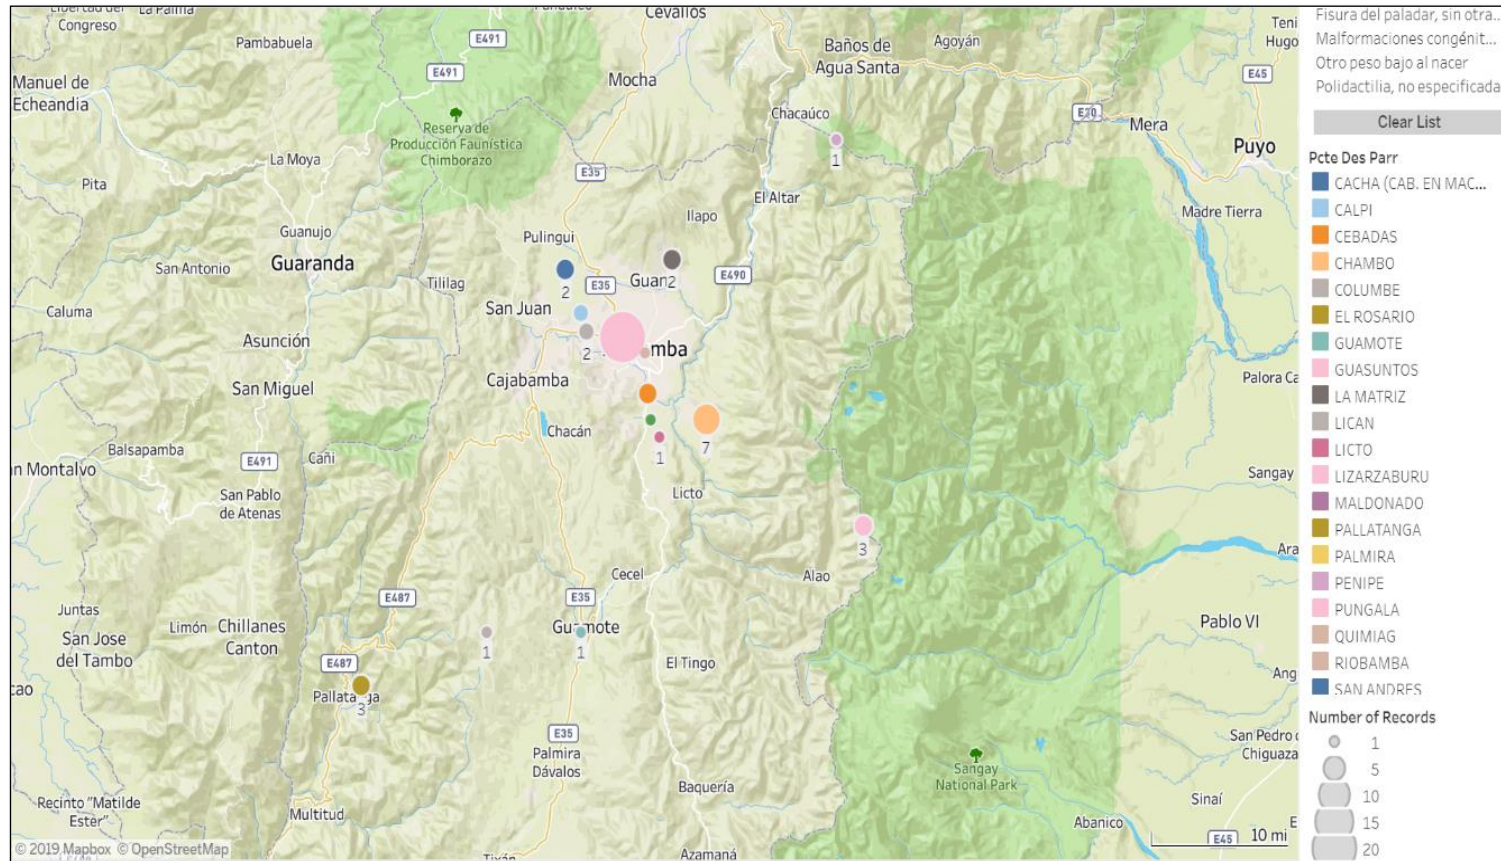 Congreso
La Palma
Cevallos
E491
Pambabuela
Baños de
Agua Santa
Agoyán
Manuel de
Echeandia
E491
Mocha
E45
Chacaúco
E30
Mera
Reserva de
Producción Faunística
Chimborazo
1
Puyo
La Moya
Pita
E35
El Altar
Ilapo
Madre Tierra
Guanujo
Pulingui
San Antonio
Guaranda
Tililag
2
E35
2
E490
Caluma
San Juan
Asunción
2
mba
San Miguel
Cajabamba
Palora
Chacán
7
1
Balsapamba
Cañi
n Montalvo
E491
Sangay
San Pablo
de Atenas
Licto
3
Cecel
Alao
Juntas
E487
E35
San Jose
del Tambo
Limón
Chillanes
Canton
Guamote
Pablo VI
1
1
E487
El Tingo
Pallatanga
3
E35
Palmira
Dávalos
San Pedro
Chiguaza
Sangay
National Park
Baquería
Sinaí
Recinto "Matilde
Ester"
Multitud
Abanico
10 mi
E45
© 2019 Mapbox © OpenStreetMap
Tixán
Azamaná
Fisura del paladar, sin otra...
Malformaciones congénit...
Otro peso bajo al nacer
Polidactilia, no especificada
Clear List
Pcte Des Parr
CACHA (CAB. EN MAC...
CALPI
CEBADAS
CHAMBO
COLUMBE
EL ROSARIO
GUAMOTE
GUASUNTOS
LA MATRIZ
LICAN
LICTO
LIZARZABURU
MALDONADO
PALLATANGA
PALMIRA
PENIPE
PUNGALA
QUIMIAG
RIOBAMBA
SAN ANDRES
Number of Records
1
5
10
15
20